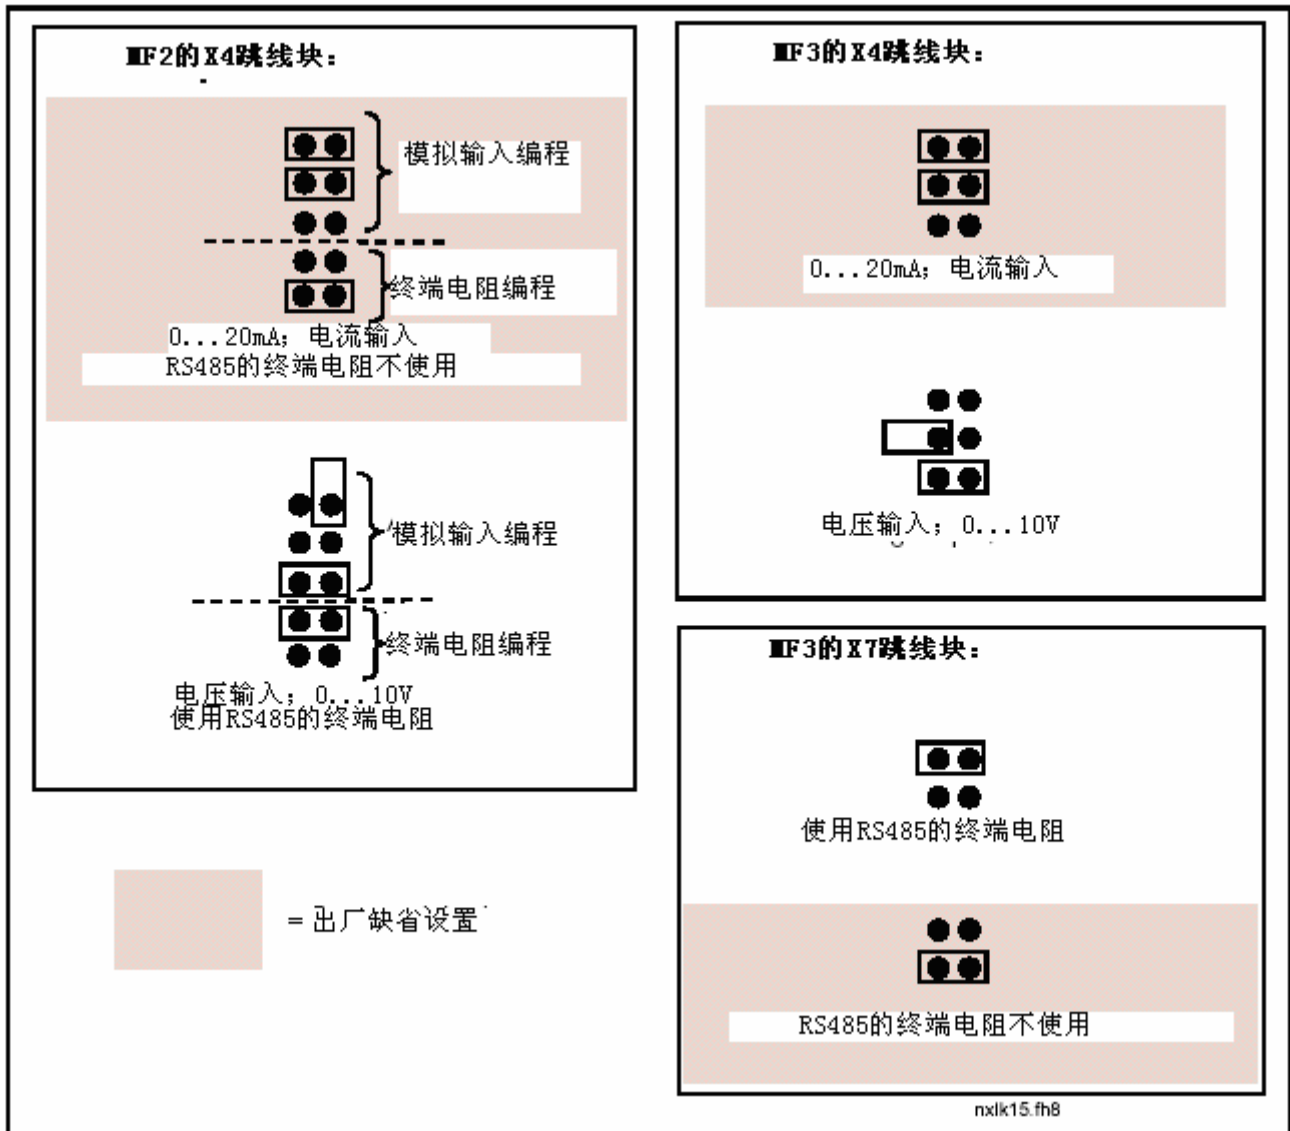 MF2的X4跳线块：
模拟输入编程
终端电阻编程
0...20mA；电流输入
RS485的终端电阻不使用
模拟输入编程
终端电阻编程
电压输入；0...10V
使用RS485的终端电阻
= 出厂缺省设置
MF3的X4跳线块：
0...20mA；电流输入
电压输入；0...10V
MF3的X7跳线块：
使用RS485的终端电阻
RS485的终端电阻不使用
nxlk15.fh8